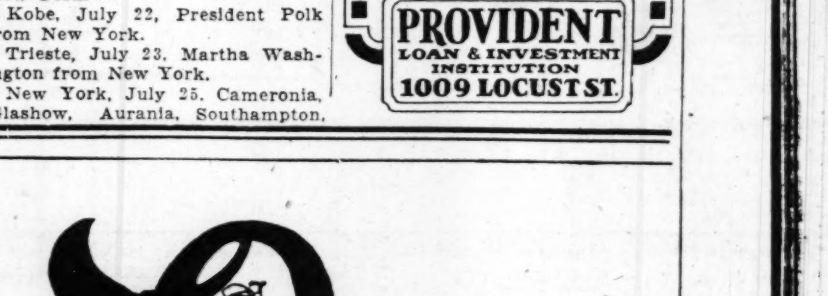 Kobe, July 22, President Polk
rom New York.
Trieste, July 23, Martha Wash-
gton from New York.
New York, July 25. Cameronia,
lashow, Aurania, Southampton,
PROVIDENT
LOAN & INVESTMENT
INSTITUTION
1009 LOCUST ST.